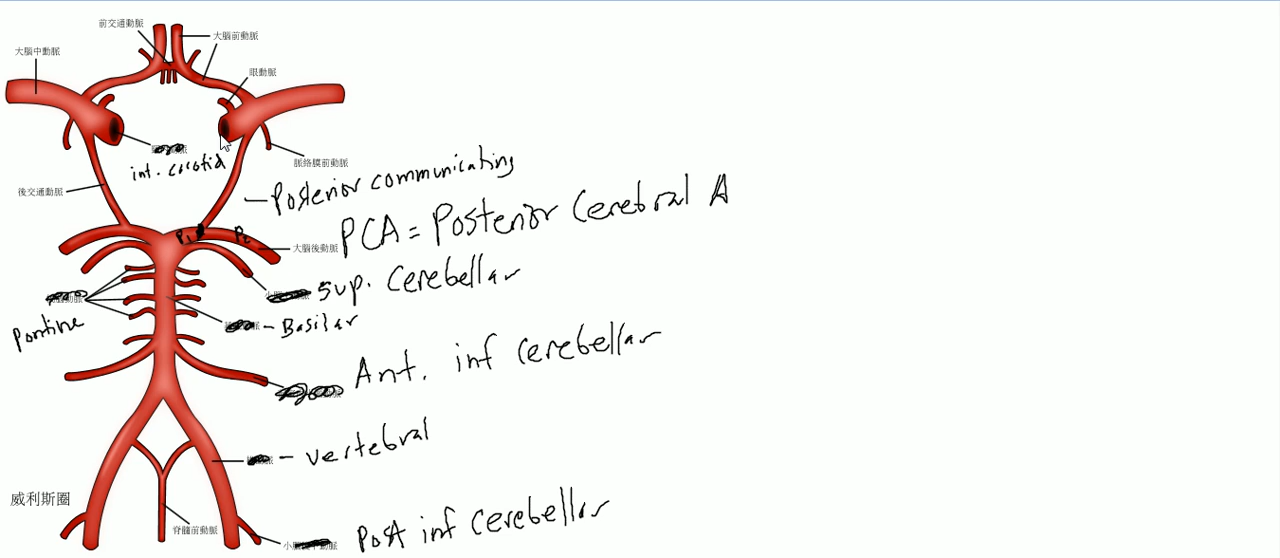 前交通動脈
大腦前動脈
大腦中動脈
眼動脈
int. carotid
脈絡膜前動脈
後交通動脈
Posterior communicating
P1 P2
大腦後動脈
PCA = Posterior Cerebral A
sup. Cerebellar
Pontine
- Basilar
Ant. inf cerebellar
- vertebral
威利斯圈
脊髓前動脈
小腦
Post inf Cerebellar